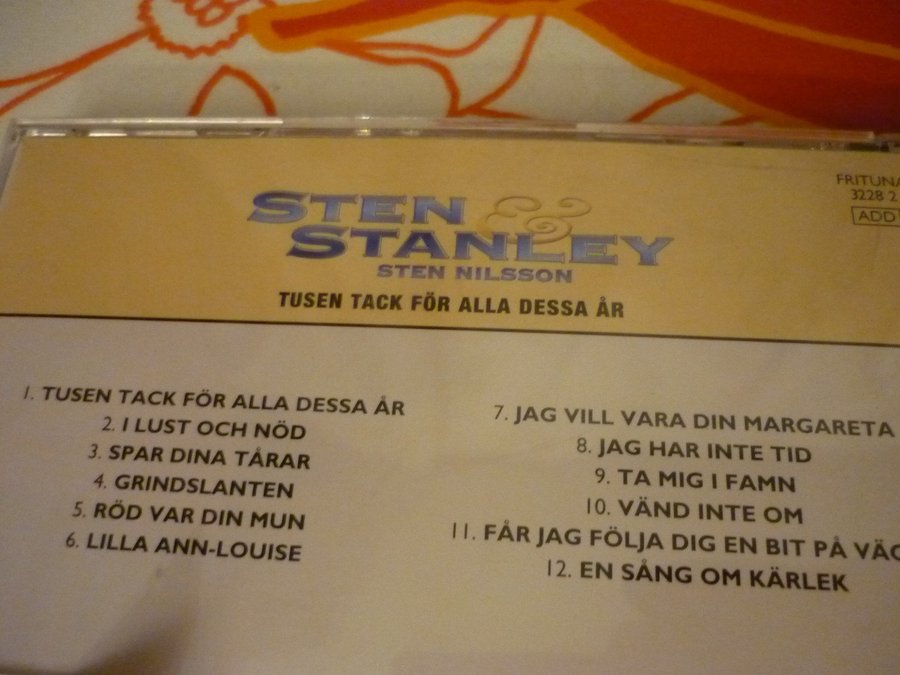 FRITUNA
3228 2
ADD
STEN &
STANLEY
STEN NILSSON
TUSEN TACK FÖR ALLA DESSA ÅR
1. TUSEN TACK FÖR ALLA DESSA ÅR
2. I LUST OCH NÖD
3. SPAR DINA TÅRAR
4. GRINDSLANTEN
5. RÖD VAR DIN MUN
6. LILLA ANN-LOUISE
7. JAG VILL VARA DIN MARGARETA
8. JAG HAR INTE TID
9. TA MIG I FAMN
10. VÄND INTE OM
11. FÅR JAG FÖLJA DIG EN BIT PÅ VÄG
12. EN SÅNG OM KÄRLEK